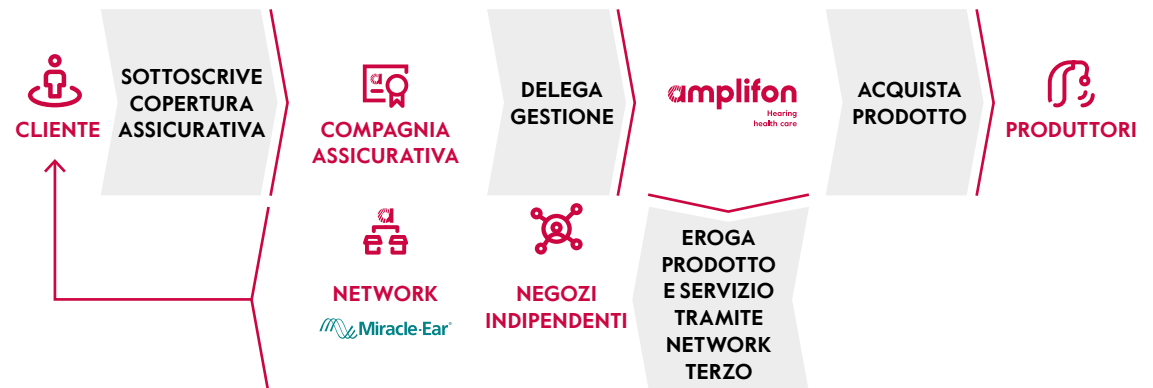 CLIENTE
SOTTOSCRIVE
COPERTURA
ASSICURATIVA
COMPAGNIA
ASSICURATIVA
DELEGA
GESTIONE
amplifon
Hearing
health care
ACQUISTA
PRODOTTO
PRODUTTORI
EROGA
PRODOTTO
E SERVIZIO
TRAMITE
NETWORK
TERZO
NEGOZI
INDIPENDENTI
NETWORK
Miracle-Ear®